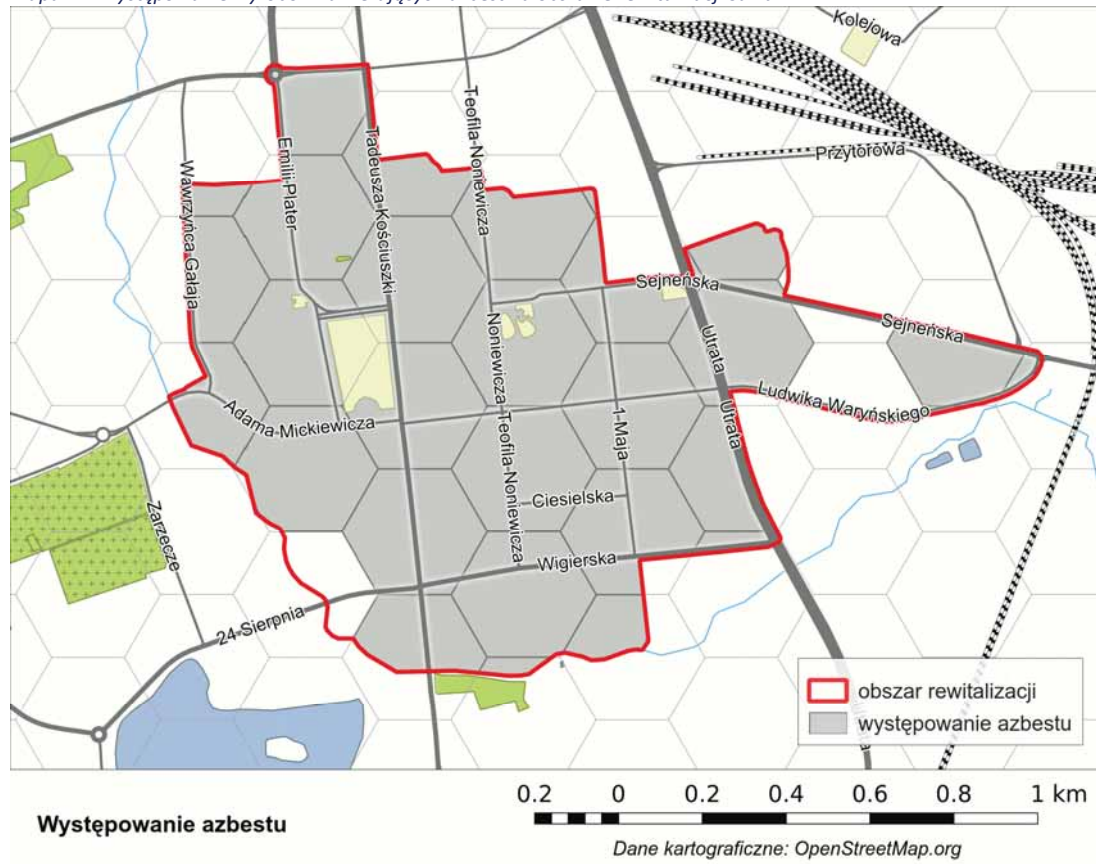 Kolejowa
Przytorowa
Teofila-Noniewicza
Tadeusza-Kościuszki
Emilii-Plater
Wawrzyńca-Gałaja
Sejneńska
Sejneńska
Utrata
Utrata
Ludwika-Waryńskiego
Noniewicza-Teofila-Noniewicza
1-Maja
Adama Mickiewicza
Ciesielska
Wigierska
Zarzecze
24 Sierpnia
obszar rewitalizacji
występowanie azbestu
Występowanie azbestu
0.2 0 0.2 0.4 0.6 0.8 1 km
Dane kartograficzne: OpenStreetMap.org